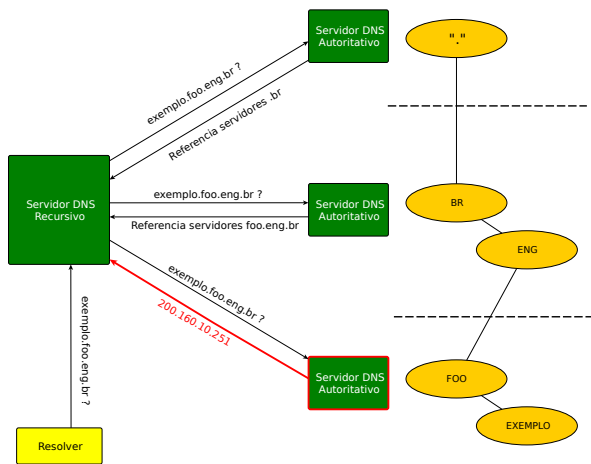 Servidor DNS
Autoritativo
"."
exemplo.foo.eng.br ?
Referencia servidores .br
Servidor DNS
Recursivo
exemplo.foo.eng.br ?
Referencia servidores foo.eng.br
Servidor DNS
Autoritativo
BR
ENG
exemplo.foo.eng.br ?
200.160.10.251
exemplo.foo.eng.br ?
Servidor DNS
Autoritativo
FOO
EXEMPLO
Resolver